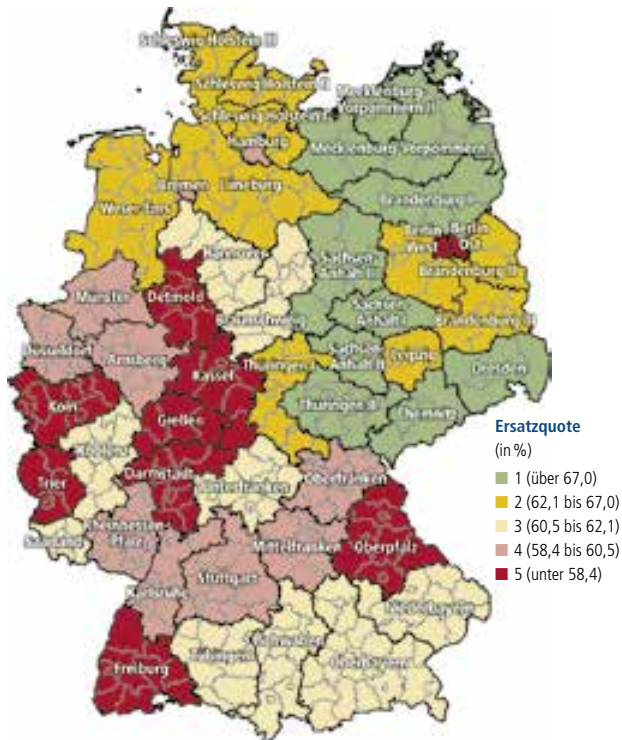 Schleswig Holstein III
Schleswig Holstein II
Schleswig Holstein I
Mecklenburg
Vorpommern II
Hamburg
Mecklenburg Vorpommern
Bremen
Lüneburg
Weser-Ems
Brandenburg I
Berlin
West
Berlin
Ost
Hannover
Sachsen
Anhalt
Brandenburg II
Münster
Detmold
Braunschweig
Sachsen
Anhalt
Brandenburg III
Düsseldorf
Arnsberg
Kassel
Thüringen I
Sachsen
Anhalt II
Leipzig
Dresden
Köln
Gießen
Thüringen II
Chemnitz
Koblenz
Trier
Darmstadt
Unterfranken
Oberfranken
Saarland
Rheinhessen-
Pfalz
Mittelfranken
Oberpfalz
Karlsruhe
Stuttgart
Niederbayern
Freiburg
Tübingen
Schwaben
Oberbayern
Ersatzquote
(in %)
1 (über 67,0)
2 (62,1 bis 67,0)
3 (60,5 bis 62,1)
4 (58,4 bis 60,5)
5 (unter 58,4)